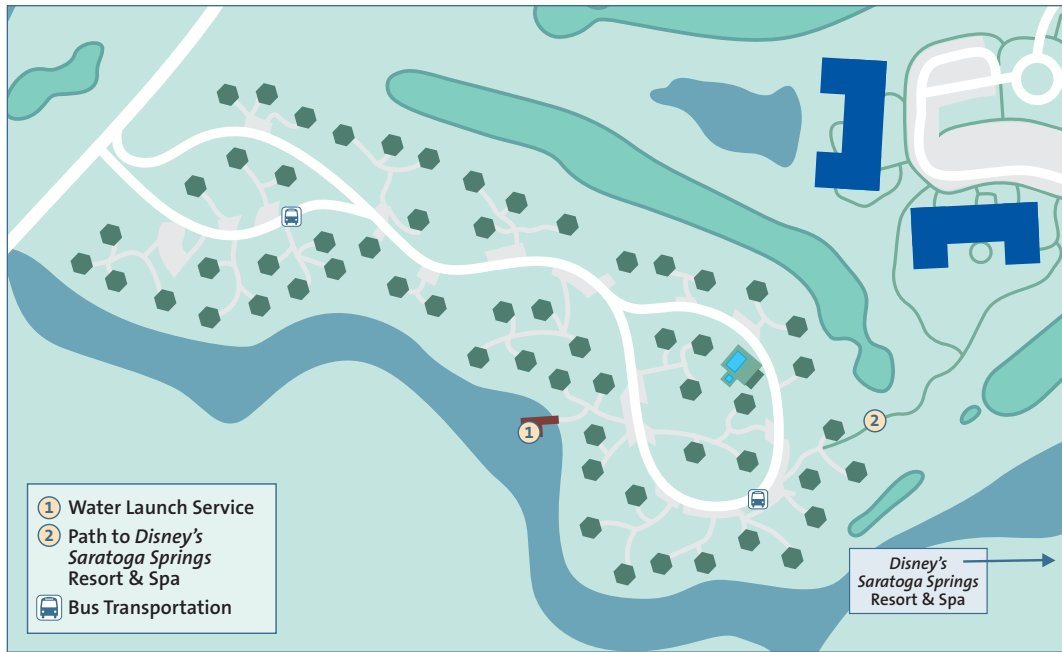 1
2
1 Water Launch Service
2 Path to Disney's
Saratoga Springs
Resort & Spa
Bus Transportation
Disney's
Saratoga Springs
Resort & Spa